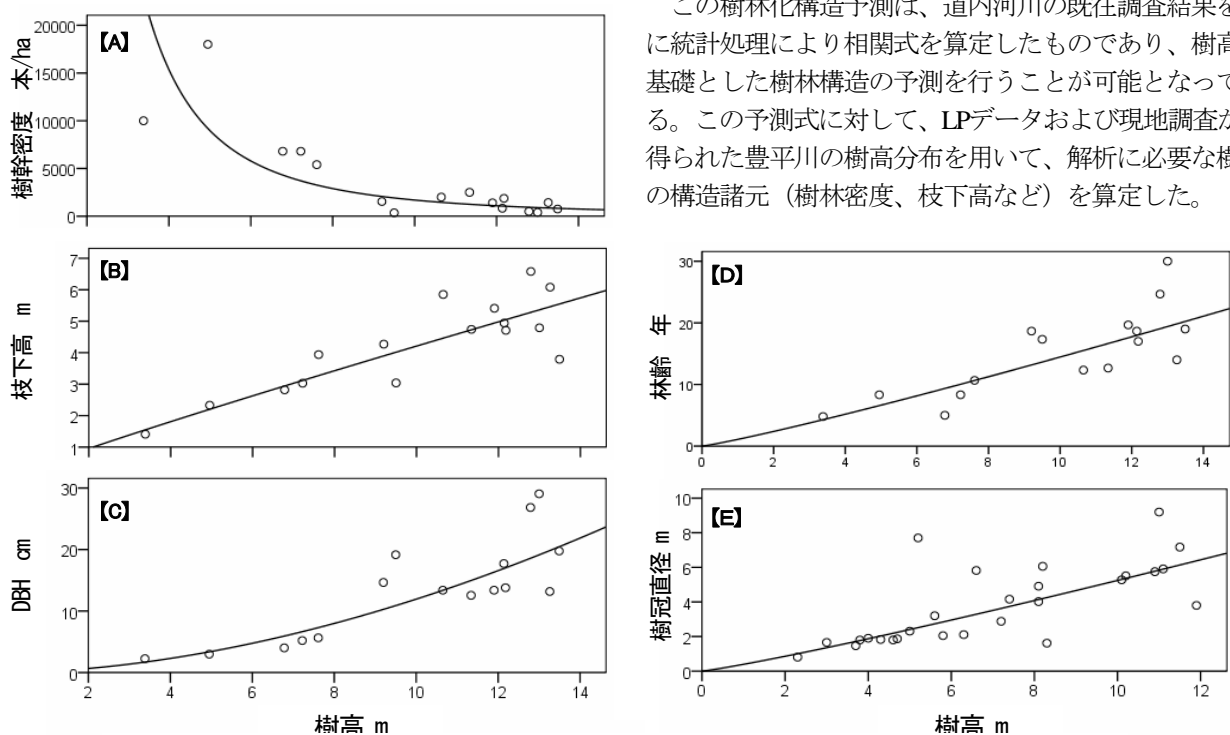 この樹林化構造予測は、道内河川の既往調査結果を
に統計処理により相関式を算定したものであり、樹高
基礎とした樹林構造の予測を行うことが可能となって
る。この予測式に対して、LPデータおよび現地調査か
得られた豊平川の樹高分布を用いて、解析に必要な樹
の構造諸元（樹林密度、枝下高など）を算定した。
【A】
樹幹密度 本/ha
20000
15000
10000
5000
0
【B】
枝下高 m
7
6
5
4
3
2
1
【C】
DBH cm
30
20
10
0
2 4 6 8 10 12 14
樹高 m
【D】
林齢 年
30
20
10
0
0 2 4 6 8 10 12 14
【E】
樹冠直径 m
10
8
6
4
2
0
0 2 4 6 8 10 12
樹高 m